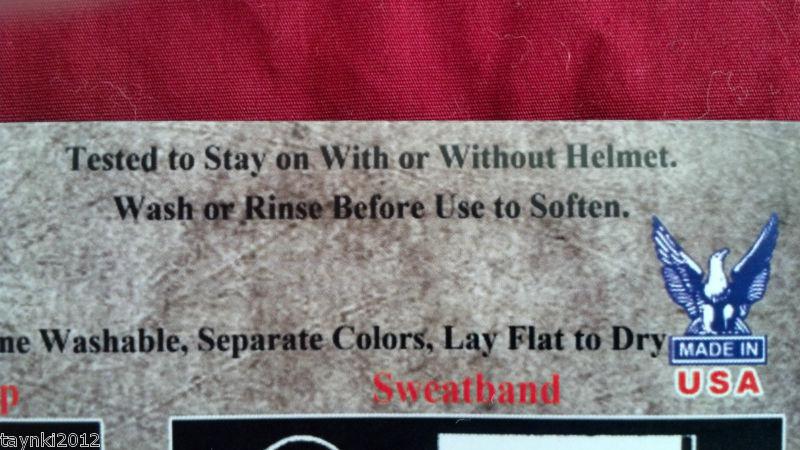 Tested to Stay on With or Without Helmet.
Wash or Rinse Before Use to Soften.
ne Washable, Separate Colors, Lay Flat to Dry
MADE IN
USA
p
Sweatband
taynki2012